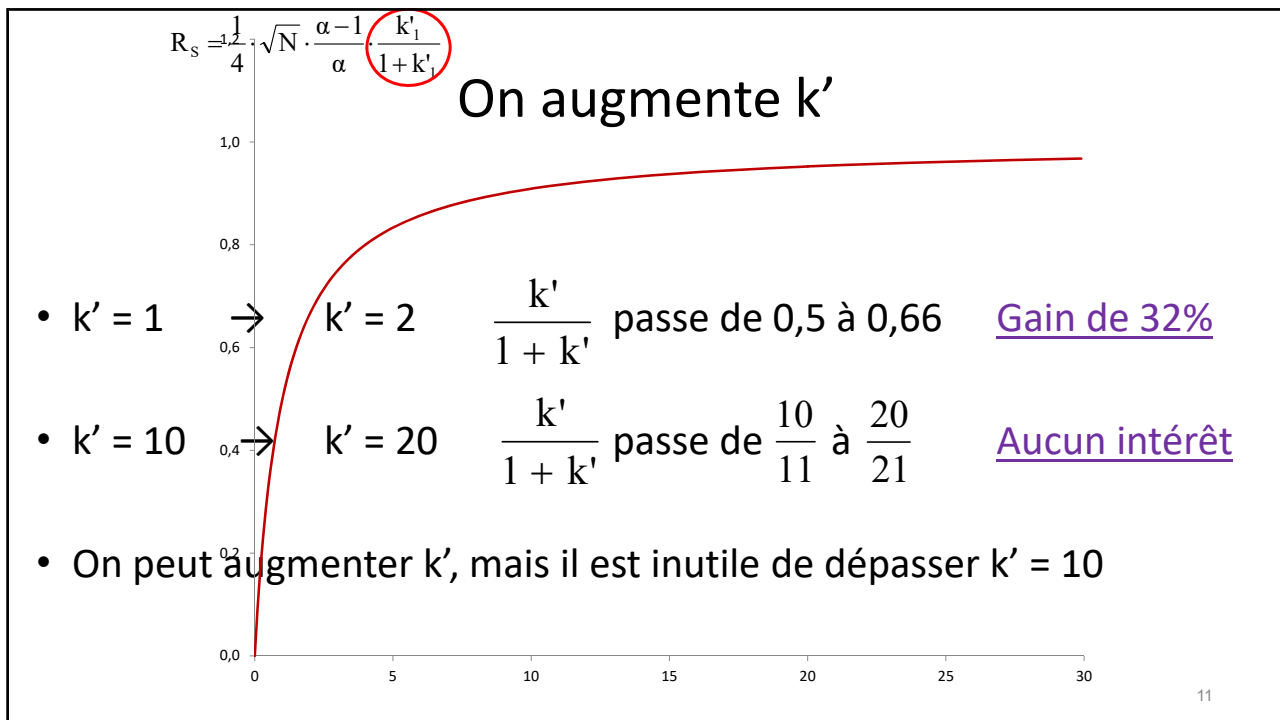 R_S = 1/4 · √N · (α − 1)/α · k'₁/(1 + k'₁)
On augmente k’
1,2
1,0
0,8
• k’ = 1 → k’ = 2 k'/(1 + k') passe de 0,5 à 0,66 Gain de 32%
0,6
• k’ = 10 → k’ = 20 k'/(1 + k') passe de 10/11 à 20/21 Aucun intérêt
0,4
• On peut augmenter k’, mais il est inutile de dépasser k’ = 10
0,2
0,0
0 5 10 15 20 25 30
11